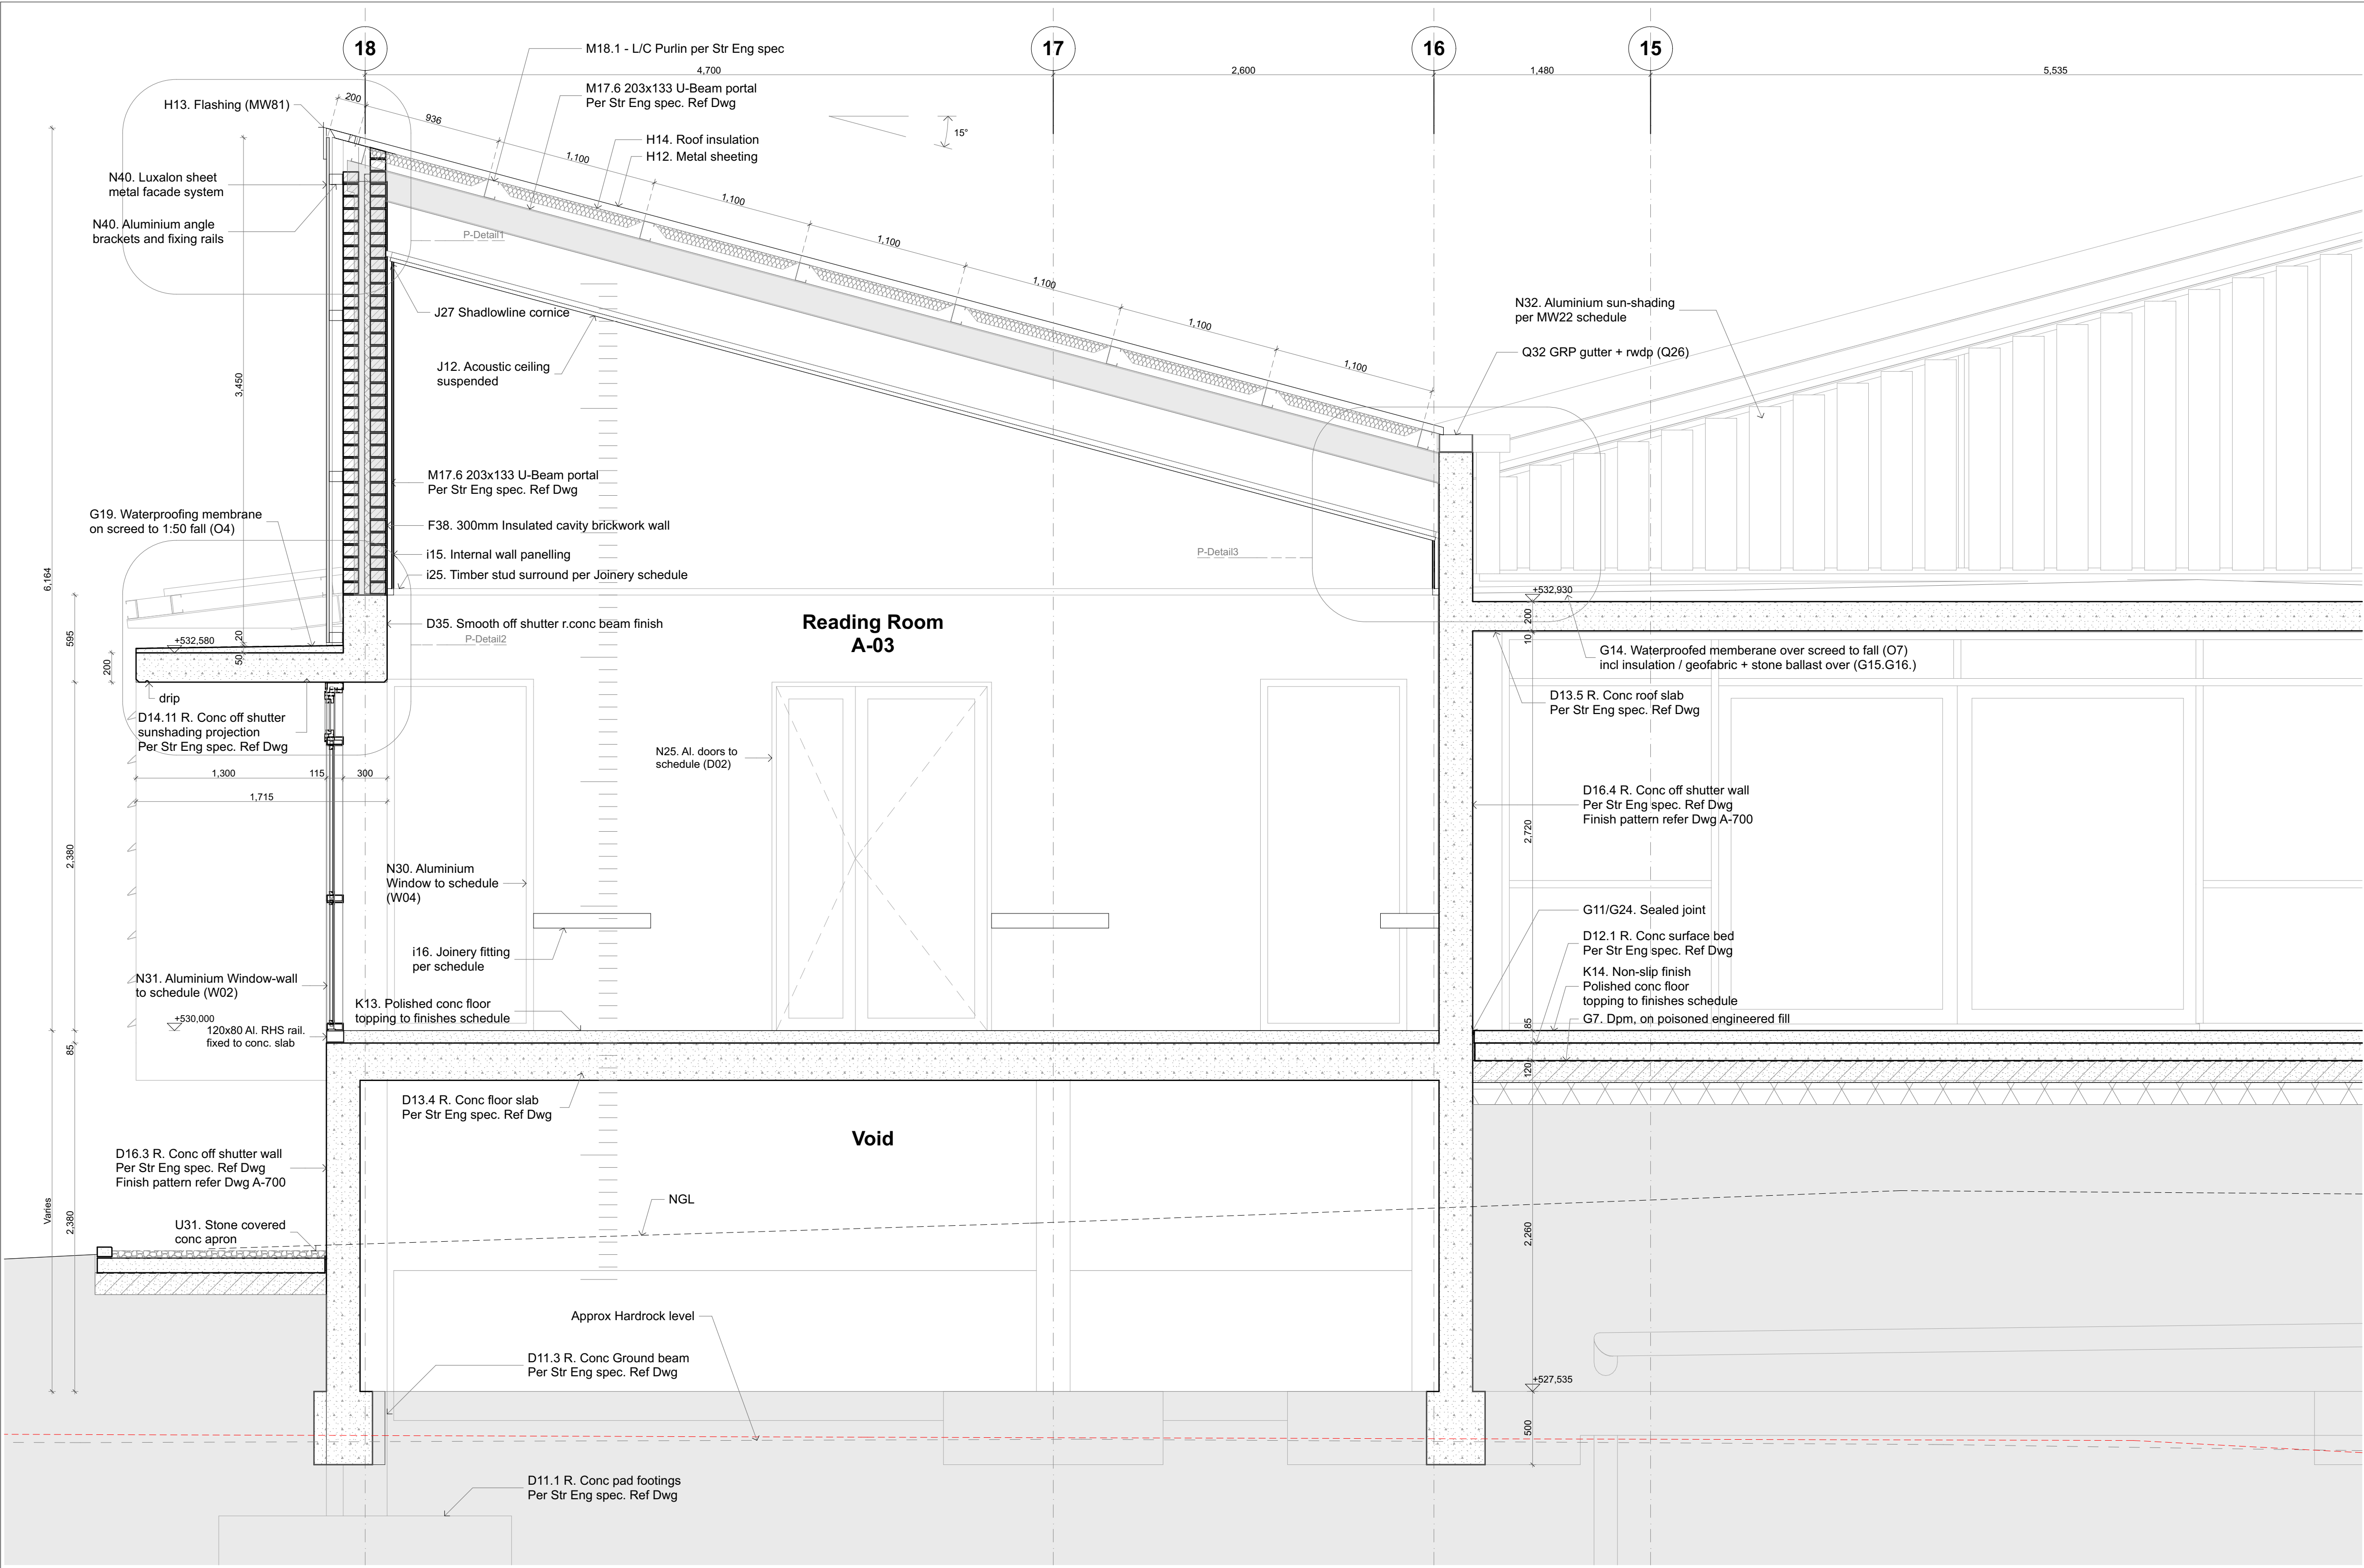 18
17
16
15
4,700
2,600
1,480
5,535
M18.1 - L/C Purlin per Str Eng spec
M17.6 203x133 U-Beam portal
Per Str Eng spec. Ref Dwg
H13. Flashing (MW81)
200
936
H14. Roof insulation
H12. Metal sheeting
15°
1,100
1,100
1,100
1,100
1,100
1,100
N40. Luxalon sheet
metal facade system
N40. Aluminium angle
brackets and fixing rails
P-Detail1
J27 Shadlowline cornice
J12. Acoustic ceiling
suspended
3,450
N32. Aluminium sun-shading
per MW22 schedule
Q32 GRP gutter + rwdp (Q26)
M17.6 203x133 U-Beam portal
Per Str Eng spec. Ref Dwg
G19. Waterproofing membrane
on screed to 1:50 fall (O4)
F38. 300mm Insulated cavity brickwork wall
i15. Internal wall panelling
i25. Timber stud surround per Joinery schedule
P-Detail3
6,164
595
D35. Smooth off shutter r.conc beam finish
P-Detail2
+532,580
20
50
200
Reading Room
A-03
+532,930
200
10
G14. Waterproofed memberane over screed to fall (O7)
incl insulation / geofabric + stone ballast over (G15.G16.)
D13.5 R. Conc roof slab
Per Str Eng spec. Ref Dwg
drip
D14.11 R. Conc off shutter
sunshading projection
Per Str Eng spec. Ref Dwg
1,300
115
300
1,715
N25. Al. doors to
schedule (D02)
D16.4 R. Conc off shutter wall
Per Str Eng spec. Ref Dwg
Finish pattern refer Dwg A-700
2,720
2,380
N30. Aluminium
Window to schedule
(W04)
i16. Joinery fitting
per schedule
G11/G24. Sealed joint
D12.1 R. Conc surface bed
Per Str Eng spec. Ref Dwg
K14. Non-slip finish
Polished conc floor
topping to finishes schedule
G7. Dpm, on poisoned engineered fill
N31. Aluminium Window-wall
to schedule (W02)
K13. Polished conc floor
topping to finishes schedule
+530,000
120x80 Al. RHS rail.
fixed to conc. slab
85
85
120
D13.4 R. Conc floor slab
Per Str Eng spec. Ref Dwg
Void
D16.3 R. Conc off shutter wall
Per Str Eng spec. Ref Dwg
Finish pattern refer Dwg A-700
Varies
2,380
NGL
U31. Stone covered
conc apron
2,260
Approx Hardrock level
D11.3 R. Conc Ground beam
Per Str Eng spec. Ref Dwg
+527,535
500
D11.1 R. Conc pad footings
Per Str Eng spec. Ref Dwg